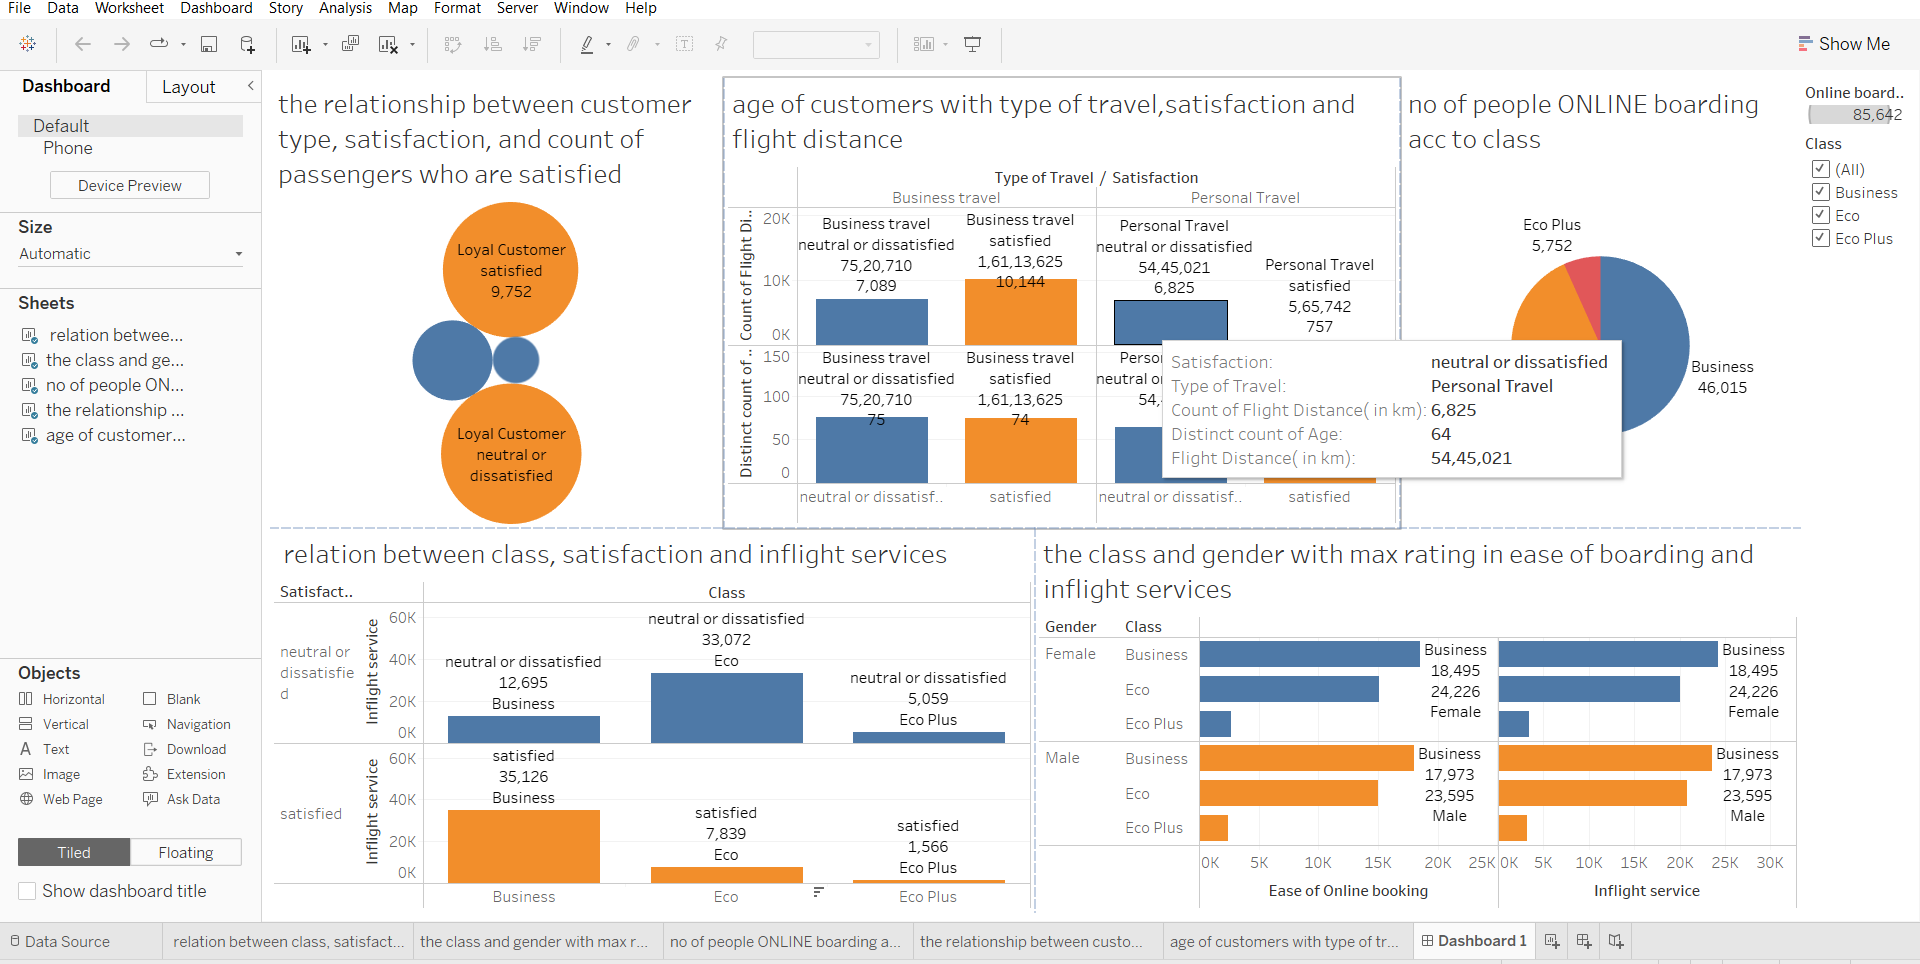 File Data Worksheet Dashboard Story Analysis Map Format Server Window Help
Show Me
Dashboard
Layout
Default
Phone
Device Preview
Size
Automatic
Sheets
relation betwee...
the class and ge...
no of people ON...
the relationship ...
age of customer...
Objects
Horizontal Blank
Vertical Navigation
Text Download
Image Extension
Web Page Ask Data
Tiled Floating
Show dashboard title
the relationship between customer
type, satisfaction, and count of
passengers who are satisfied
Loyal Customer
satisfied
9,752
Loyal Customer
neutral or
dissatisfied
age of customers with type of travel,satisfaction and
flight distance
Type of Travel / Satisfaction
Business travel Personal Travel
Count of Flight Di..
20K
10K
0K
Business travel
neutral or dissatisfied
75,20,710
7,089
Business travel
satisfied
1,61,13,625
10,144
Personal Travel
neutral or dissatisfied
54,45,021
6,825
Personal Travel
satisfied
5,65,742
757
Distinct count of ..
150
100
50
0
Business travel
neutral or dissatisfied
75,20,710
75
Business travel
satisfied
1,61,13,625
74
Perso
neutral o
54,
neutral or dissatisf.. satisfied neutral or dissatisf.. satisfied
Satisfaction: neutral or dissatisfied
Type of Travel: Personal Travel
Count of Flight Distance( in km): 6,825
Distinct count of Age: 64
Flight Distance( in km): 54,45,021
no of people ONLINE boarding
acc to class
Eco Plus
5,752
Business
46,015
Online board..
85,642
Class
(All)
Business
Eco
Eco Plus
relation between class, satisfaction and inflight services
Satisfact..
Class
neutral or
dissatisfie
d
Inflight service
60K
40K
20K
0K
neutral or dissatisfied
12,695
Business
neutral or dissatisfied
33,072
Eco
neutral or dissatisfied
5,059
Eco Plus
satisfied
Inflight service
60K
40K
20K
0K
satisfied
35,126
Business
satisfied
7,839
Eco
satisfied
1,566
Eco Plus
Business Eco Eco Plus
the class and gender with max rating in ease of boarding and
inflight services
Gender Class
Female
Business
Eco
Eco Plus
Business
18,495
24,226
Female
Business
18,495
24,226
Female
Male
Business
Eco
Eco Plus
Business
17,973
23,595
Male
Business
17,973
23,595
Male
0K 5K 10K 15K 20K 25K 0K 5K 10K 15K 20K 25K 30K
Ease of Online booking Inflight service
Data Source relation between class, satisfact... the class and gender with max r... no of people ONLINE boarding a... the relationship between custo... age of customers with type of tr... Dashboard 1